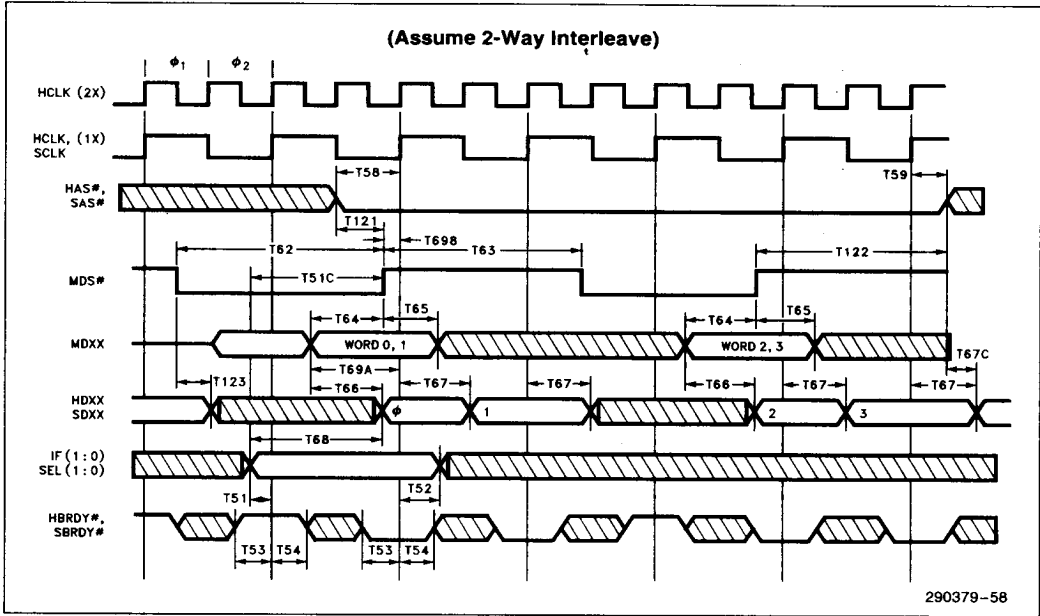 (Assume 2-Way Interleave)
t
ϕ1 ϕ2
HCLK (2X)
HCLK, (1X)
SCLK
T58
T59
HAS#,
SAS#
T121
T62
T698
T63
T122
T51C
MDS#
T64
T65
T64
T65
MDXX
WORD 0, 1
WORD 2, 3
T69A
T67C
T123
T66
T67
T67
T66
T67
T67
HDXX
SDXX
ϕ
1
2
3
T68
IF(1:0)
SEL(1:0)
T51
T52
HBRDY#,
SBRDY#
T53
T54
T53
T54
290379-58